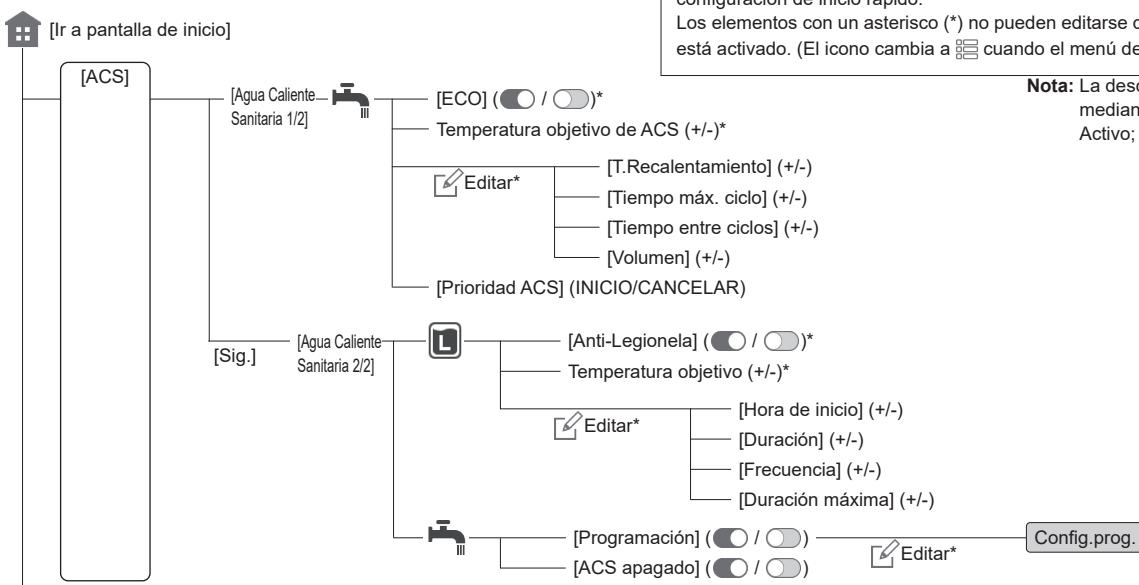 configuración de inicio rápido.
Los elementos con un asterisco (*) no pueden editarse
está activado. (El icono cambia a cuando el menú de
Nota: La
median
Activo;
[Ir a pantalla de inicio]
[ACS]
[Agua Caliente
Sanitaria 1/2]
[ECO] ( / )*
Temperatura objetivo de ACS (+/-)*
Editar*
[T.Recalentamiento] (+/-)
[Tiempo máx. ciclo] (+/-)
[Tiempo entre ciclos] (+/-)
[Volumen] (+/-)
[Prioridad ACS] (INICIO/CANCELAR)
[Sig.]
[Agua Caliente
Sanitaria 2/2]
L
[Anti-Legionela] ( / )*
Temperatura objetivo (+/-)*
Editar*
[Hora de inicio] (+/-)
[Duración] (+/-)
[Frecuencia] (+/-)
[Duración máxima] (+/-)
[Programación] ( / )
Editar*
Config.prog.
[ACS apagado] ( / )